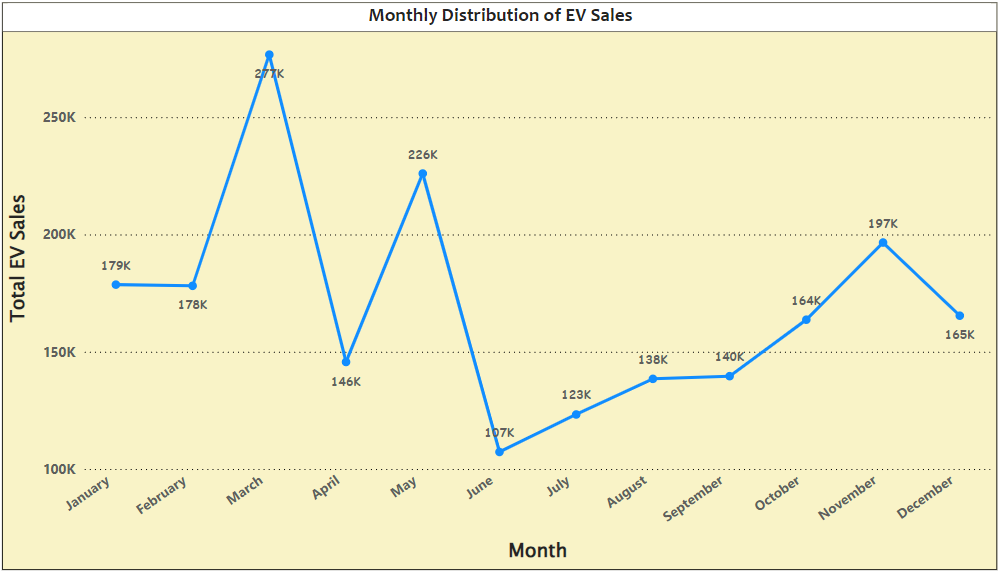 Monthly Distribution of EV Sales
Total EV Sales
250K
200K
150K
100K
179K
178K
277K
146K
226K
107K
123K
138K
140K
164K
197K
165K
January
February
March
April
May
June
July
August
September
October
November
December
Month